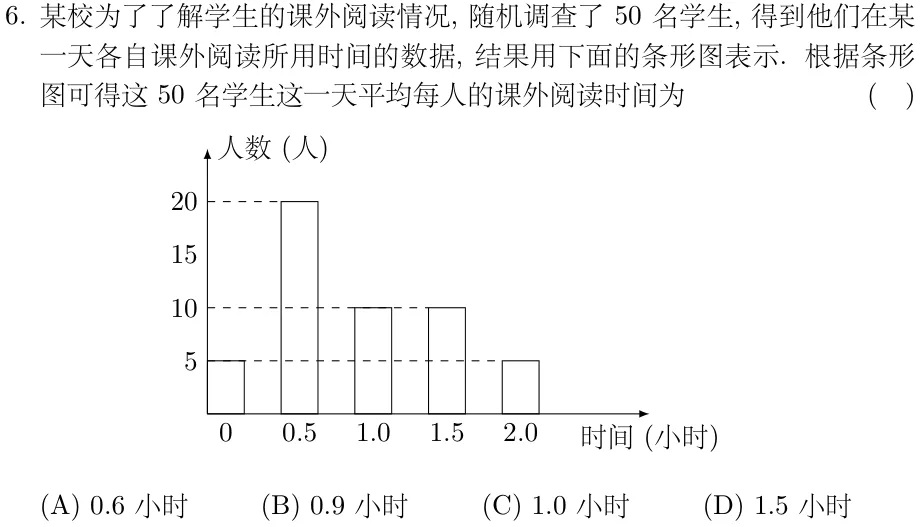 6. 某校为了了解学生的课外阅读情况, 随机调查了 50 名学生, 得到他们在某
一天各自课外阅读所用时间的数据, 结果用下面的条形图表示. 根据条形
图可得这 50 名学生这一天平均每人的课外阅读时间为 ( )
人数 (人)
20
15
10
5
0 0.5 1.0 1.5 2.0 时间 (小时)
(A) 0.6 小时 (B) 0.9 小时 (C) 1.0 小时 (D) 1.5 小时